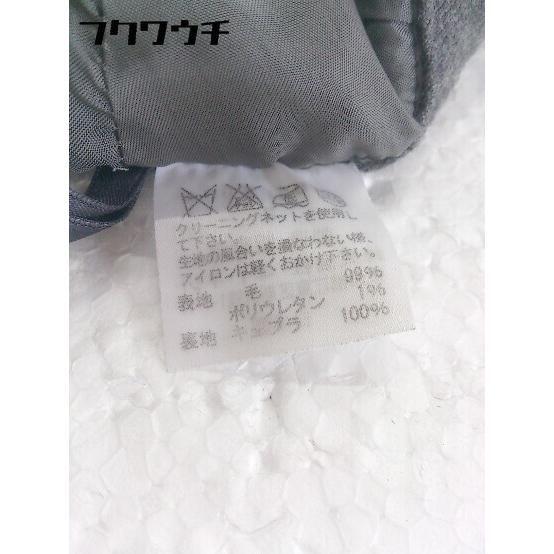 フクワウチ
クリーニングネットを使用し
て下さい。
生地の風合いを損なわない様、
アイロンは軽くおかけ下さい。
表地 毛 99%
ポリウレタン 1%
裏地 キュプラ 100%